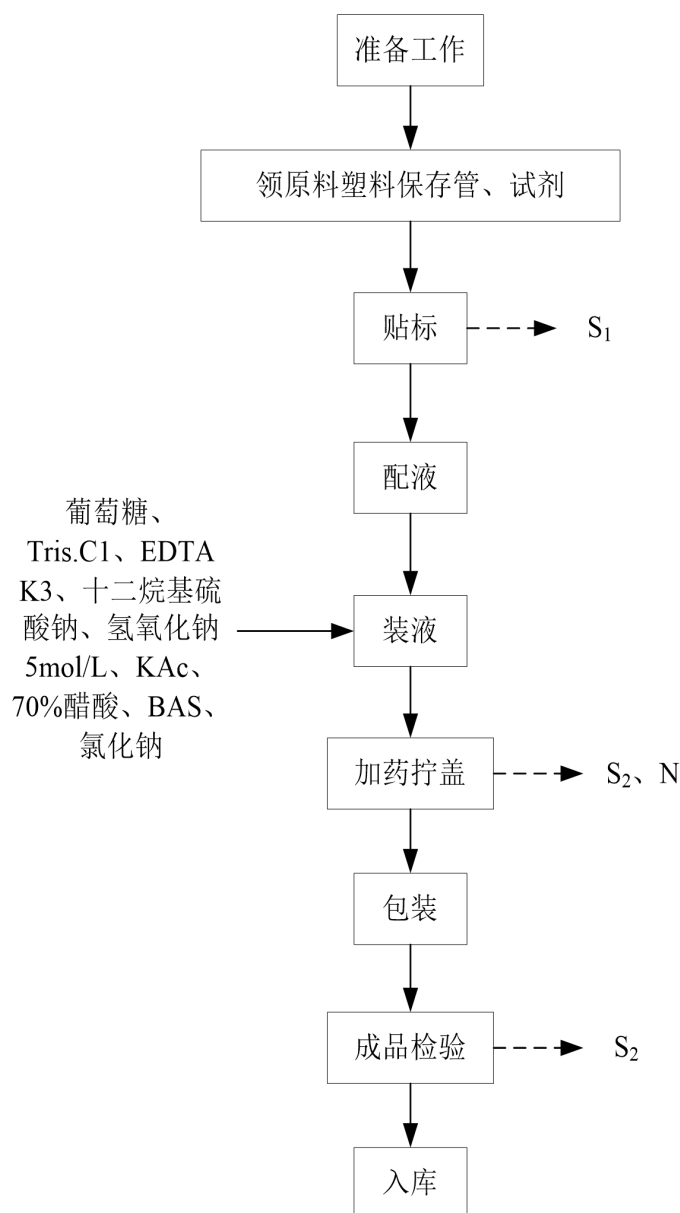 准备工作
领原料塑料保存管、试剂
贴标
S₁
配液
葡萄糖、
Tris.C1、EDTA
K3、十二烷基硫
酸钠、氢氧化钠
5mol/L、KAc、
70%醋酸、BAS、
氯化钠
装液
加药拧盖
S₂、N
包装
成品检验
S₂
入库